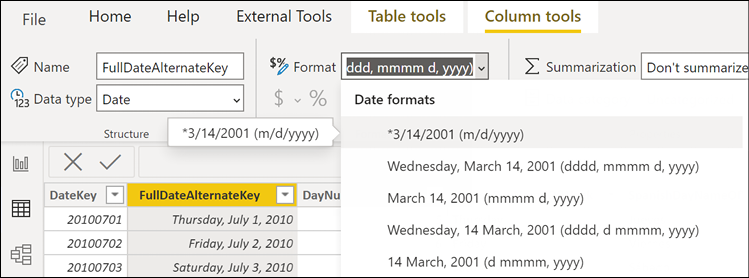 File Home Help External Tools Table tools Column tools
Name FullDateAlternateKey $% Format ddd, mmmm d, yyyy) Σ Summarization Don't summarize
123 Data type Date $ % Date formats
Structure *3/14/2001 (m/d/yyyy) *3/14/2001 (m/d/yyyy)
Wednesday, March 14, 2001 (dddd, mmmm d, yyyy)
DateKey FullDateAlternateKey DayNu March 14, 2001 (mmmm d, yyyy)
20100701 Thursday, July 1, 2010
Wednesday, 14 March, 2001 (dddd, d mmmm, yyyy)
20100702 Friday, July 2, 2010
20100703 Saturday, July 3, 2010 14 March, 2001 (d mmmm, yyyy)